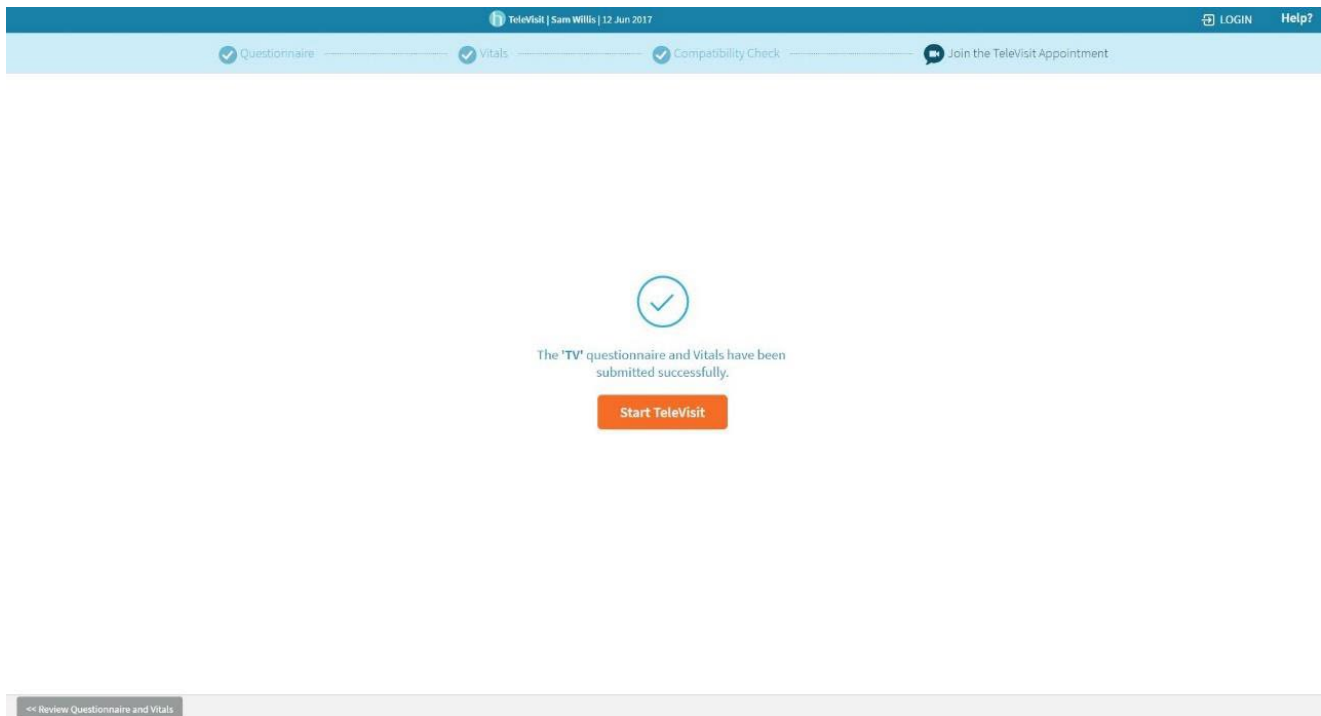 TeleVisit | Sam Willis | 12 Jun 2017 LOGIN Help?
Questionnaire Vitals Compatibility Check Join the TeleVisit Appointment
The 'TV' questionnaire and Vitals have been
submitted successfully.
Start TeleVisit
<< Review Questionnaire and Vitals